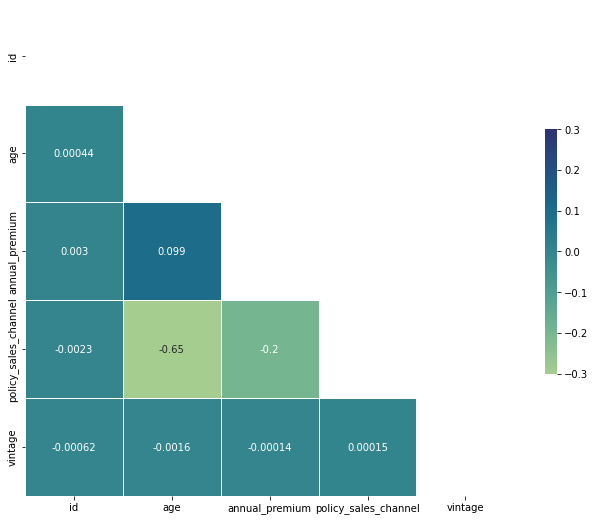 id
age
annual_premium
policy_sales_channel
vintage
0.00044
0.003 0.099
-0.0023 -0.65 -0.2
-0.00062 -0.0016 -0.00014 0.00015
id age annual_premium policy_sales_channel vintage
0.3
0.2
0.1
0.0
−0.1
−0.2
−0.3